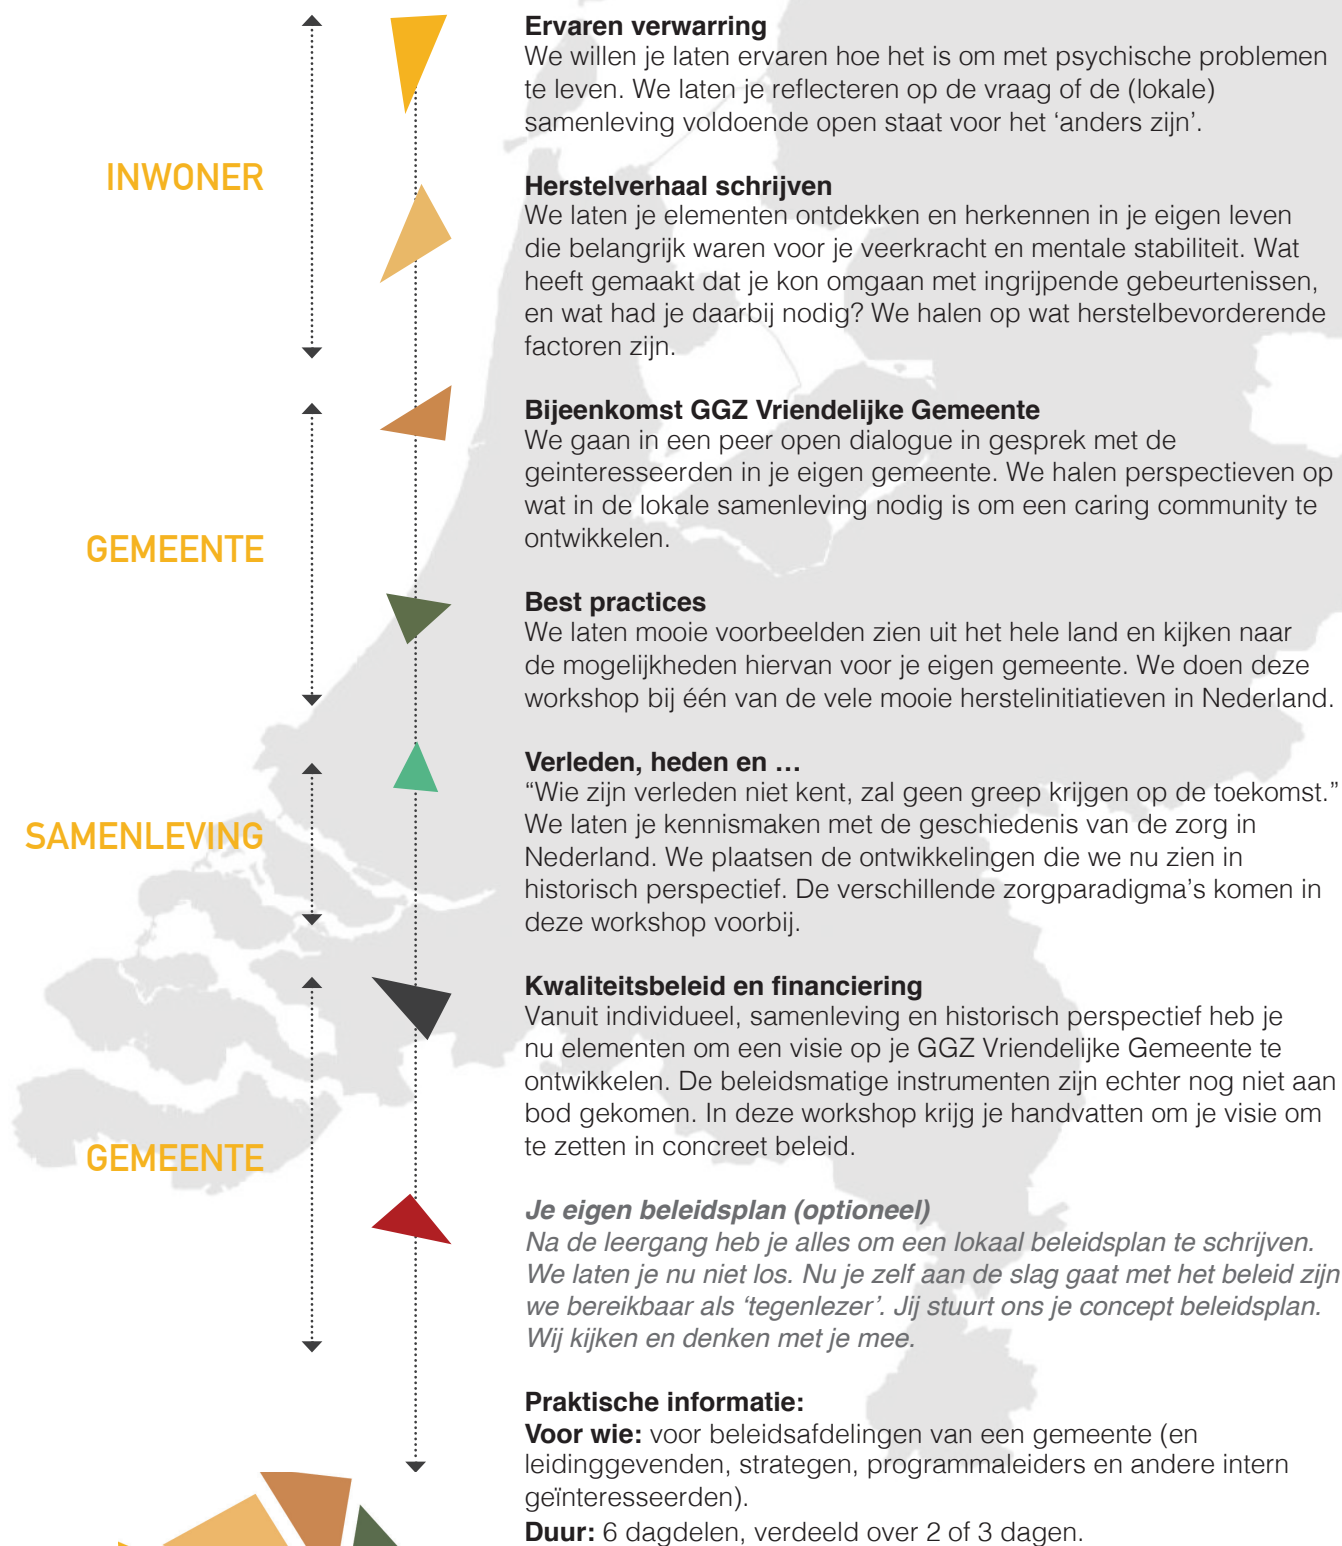 Ervaren verwarring
We willen je laten ervaren hoe het is om met psychische problemen
te leven. We laten je reflecteren op de vraag of de (lokale)
samenleving voldoende open staat voor het ‘anders zijn’.
INWONER
Herstelverhaal schrijven
We laten je elementen ontdekken en herkennen in je eigen leven
die belangrijk waren voor je veerkracht en mentale stabiliteit. Wat
heeft gemaakt dat je kon omgaan met ingrijpende gebeurtenissen,
en wat had je daarbij nodig? We halen op wat herstelbevorderende
factoren zijn.
Bijeenkomst GGZ Vriendelijke Gemeente
We gaan in een peer open dialogue in gesprek met de
geinteresseerden in je eigen gemeente. We halen perspectieven op
wat in de lokale samenleving nodig is om een caring community te
ontwikkelen.
GEMEENTE
Best practices
We laten mooie voorbeelden zien uit het hele land en kijken naar
de mogelijkheden hiervan voor je eigen gemeente. We doen deze
workshop bij één van de vele mooie herstelinitiatieven in Nederland.
Verleden, heden en …
“Wie zijn verleden niet kent, zal geen greep krijgen op de toekomst.”
We laten je kennismaken met de geschiedenis van de zorg in
Nederland. We plaatsen de ontwikkelingen die we nu zien in
historisch perspectief. De verschillende zorgparadigma’s komen in
deze workshop voorbij.
SAMENLEVING
Kwaliteitsbeleid en financiering
Vanuit individueel, samenleving en historisch perspectief heb je
nu elementen om een visie op je GGZ Vriendelijke Gemeente te
ontwikkelen. De beleidsmatige instrumenten zijn echter nog niet aan
bod gekomen. In deze workshop krijg je handvatten om je visie om
te zetten in concreet beleid.
GEMEENTE
Je eigen beleidsplan (optioneel)
Na de leergang heb je alles om een lokaal beleidsplan te schrijven.
We laten je nu niet los. Nu je zelf aan de slag gaat met het beleid zijn
we bereikbaar als ‘tegenlezer’. Jij stuurt ons je concept beleidsplan.
Wij kijken en denken met je mee.
Praktische informatie:
Voor wie: voor beleidsafdelingen van een gemeente (en
leidinggevenden, strategen, programmaleiders en andere intern
geïnteresseerden).
Duur: 6 dagdelen, verdeeld over 2 of 3 dagen.